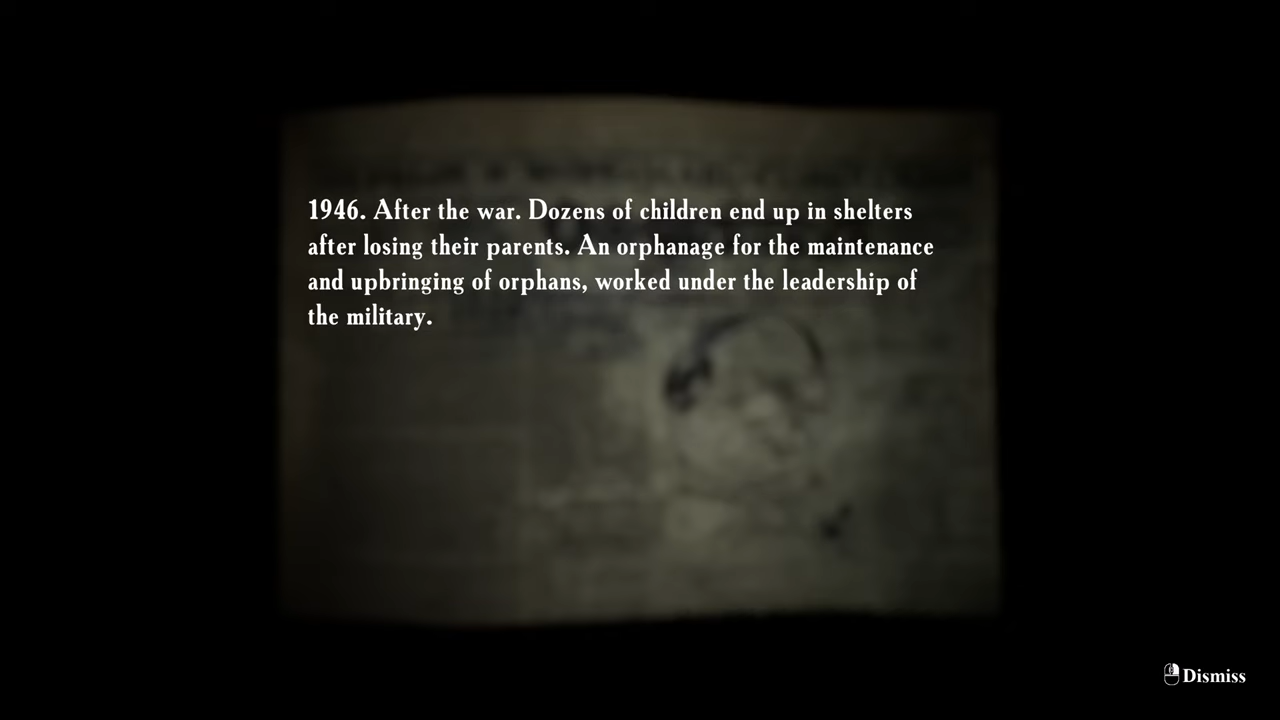 1946. After the war. Dozens of children end up in shelters
after losing their parents. An orphanage for the maintenance
and upbringing of orphans, worked under the leadership of
the military.
Dismiss